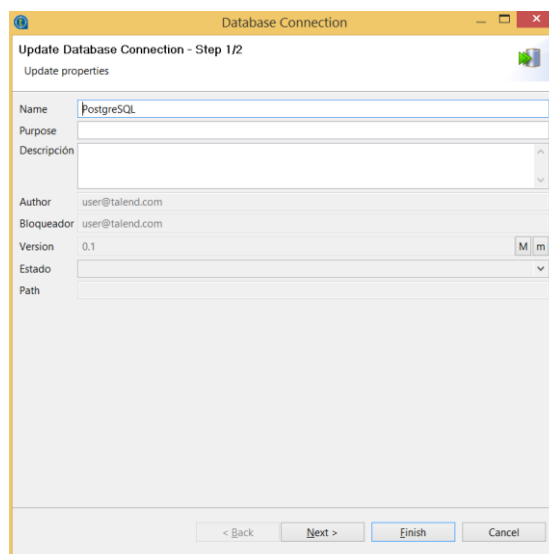 Database Connection
Update Database Connection - Step 1/2
Update properties
Name PostgreSQL
Purpose
Descripción
Author user@talend.com
Bloqueador user@talend.com
Version 0.1 M m
Estado
Path
< Back Next > Finish Cancel